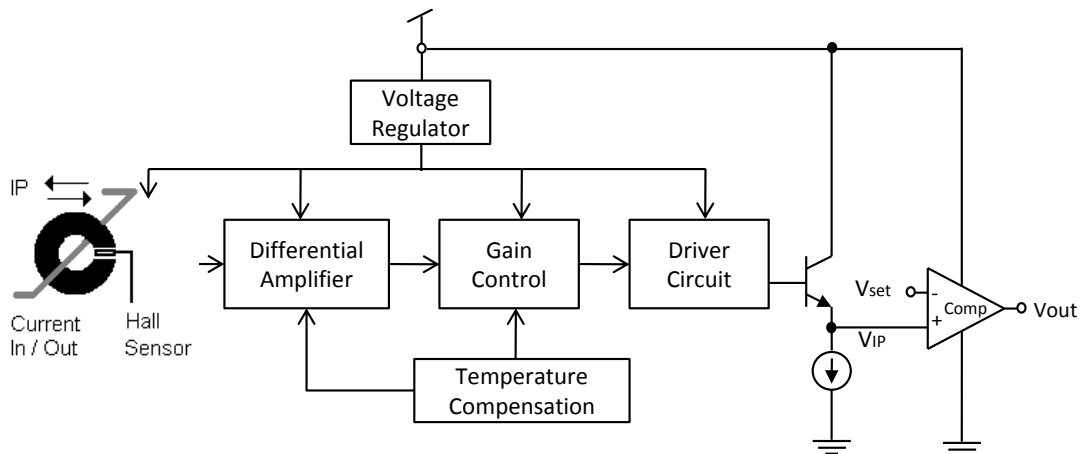 Voltage
Regulator
IP
Differential
Amplifier
Gain
Control
Driver
Circuit
Vset
-
Comp
+
Vout
VIP
Current
In / Out
Hall
Sensor
Temperature
Compensation